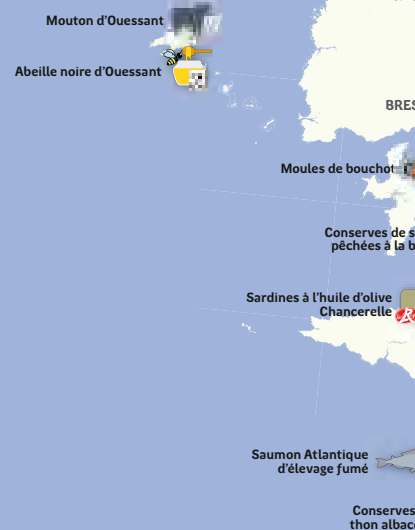 Mouton d'Ouessant
Abeille noire d'Ouessant
BRES
Moules de bouchot
Conserves de s
pêchées à la b
Sardines à l'huile d'olive
Chancerelle
R
Saumon Atlantique
d'élevage fumé
Conserves
thon albac